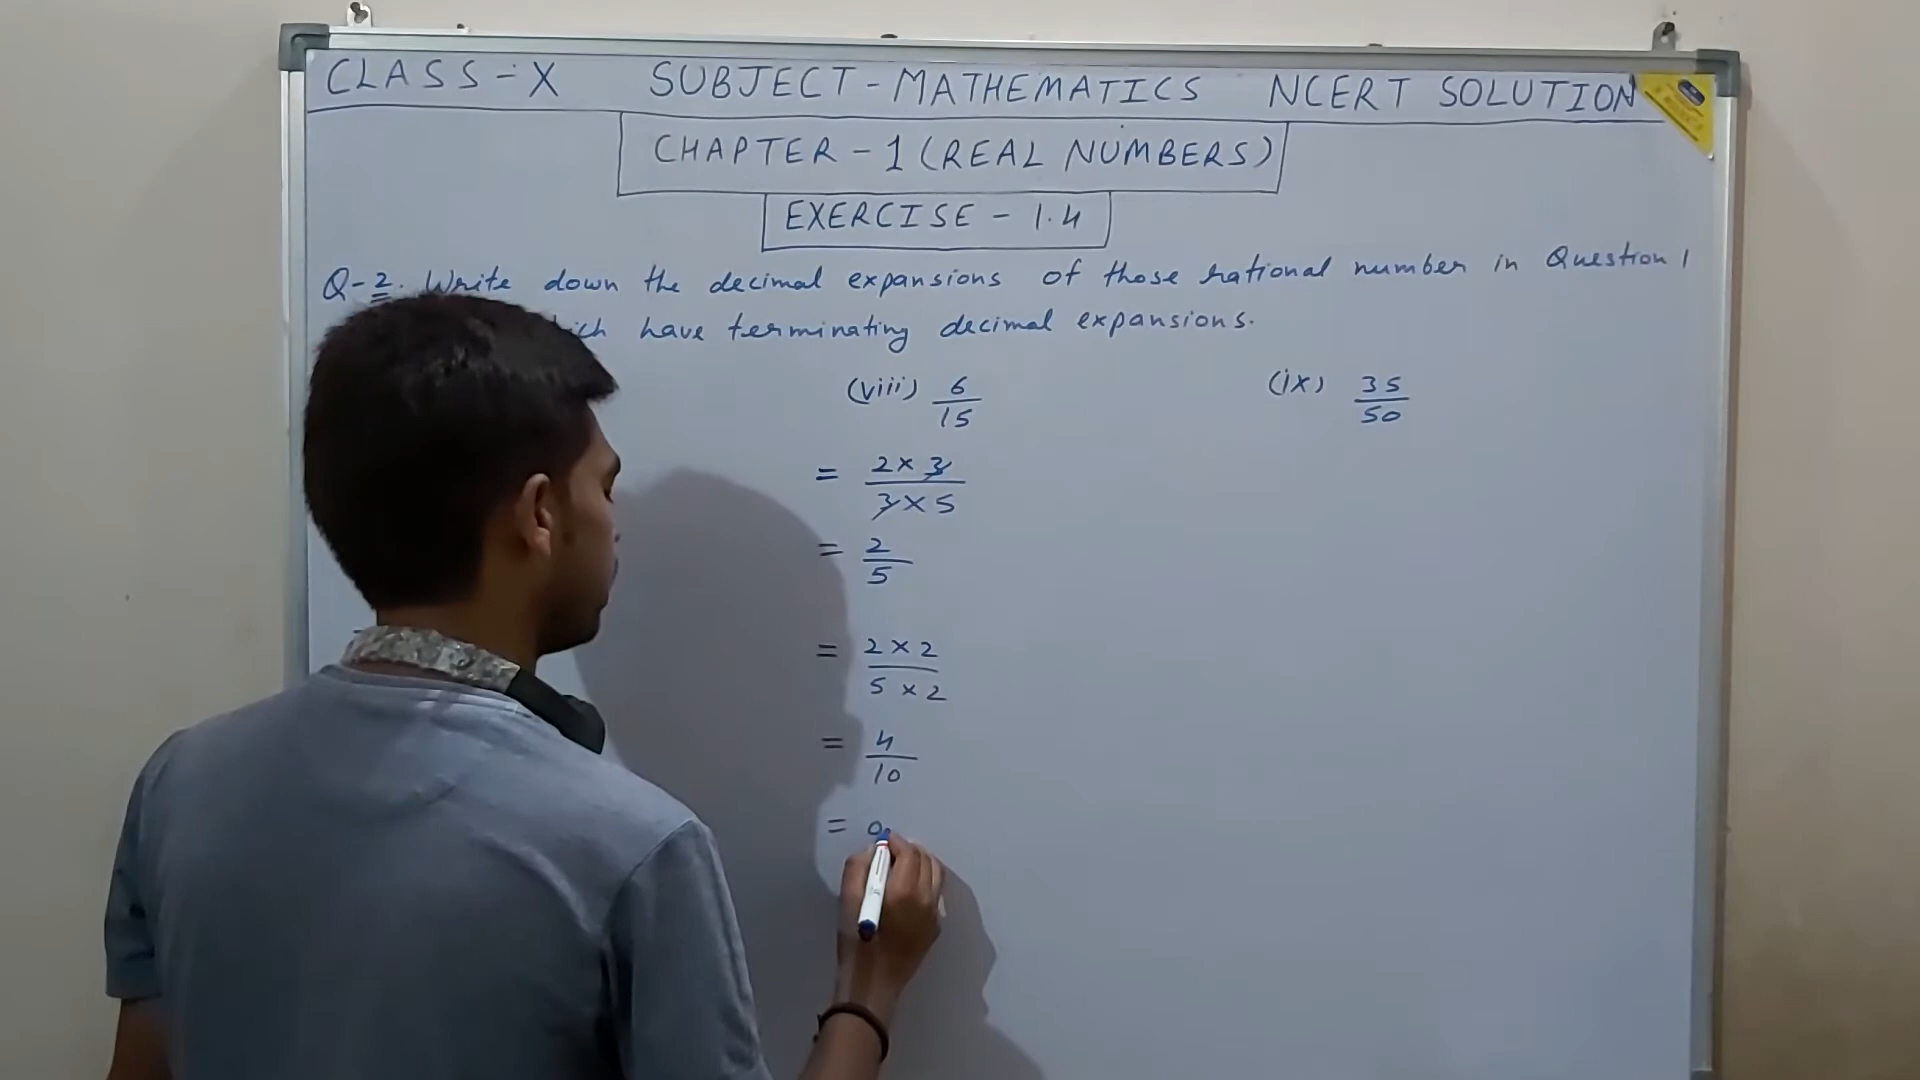 CLASS - X SUBJECT - MATHEMATICS NCERT SOLUTION
CHAPTER - 1 (REAL NUMBERS)
EXERCISE - 1.4
Q-2. Write down the decimal expansions of those rational number in Question 1
have terminating decimal expansions.
(viii) 6/15 (ix) 35/50
= 2 × 3 / 3 × 5
= 2/5
= 2 × 2 / 5 × 2
= 4/10
= 0.